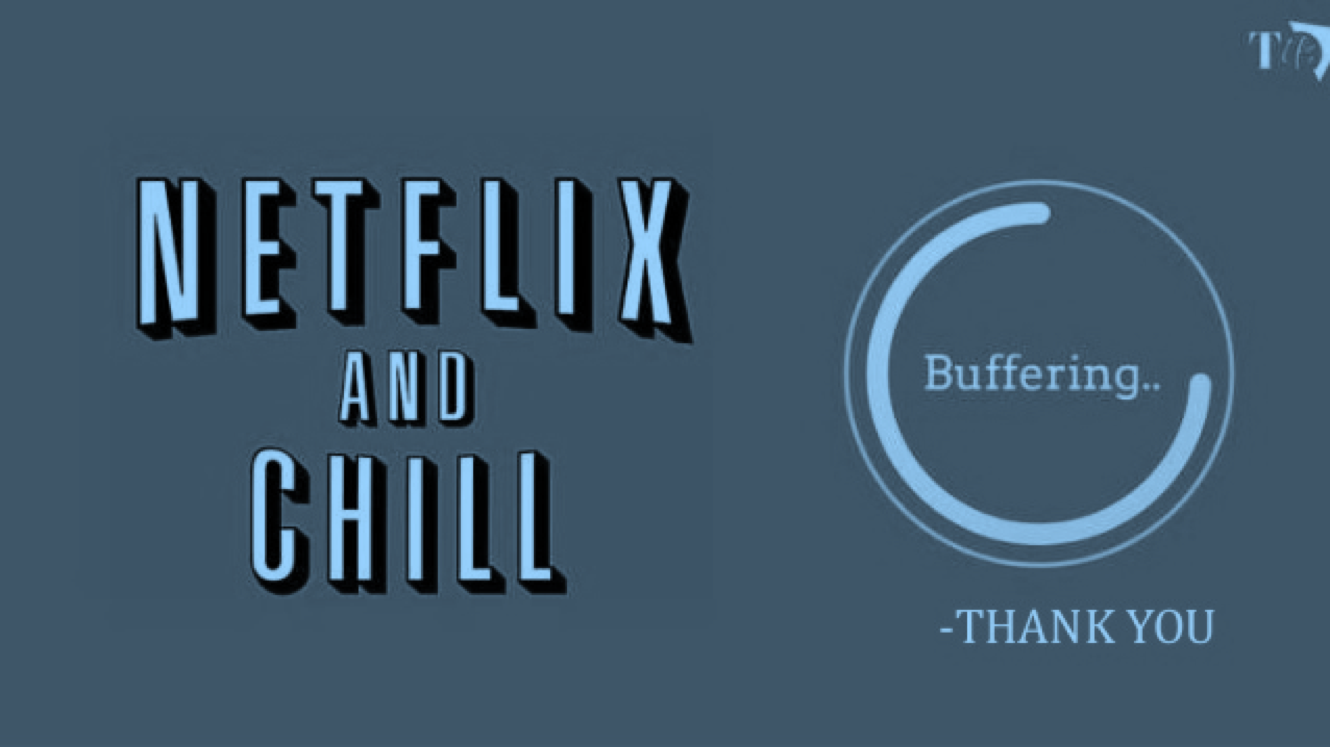 NETFLIX
AND
CHILL
Buffering..
-THANK YOU